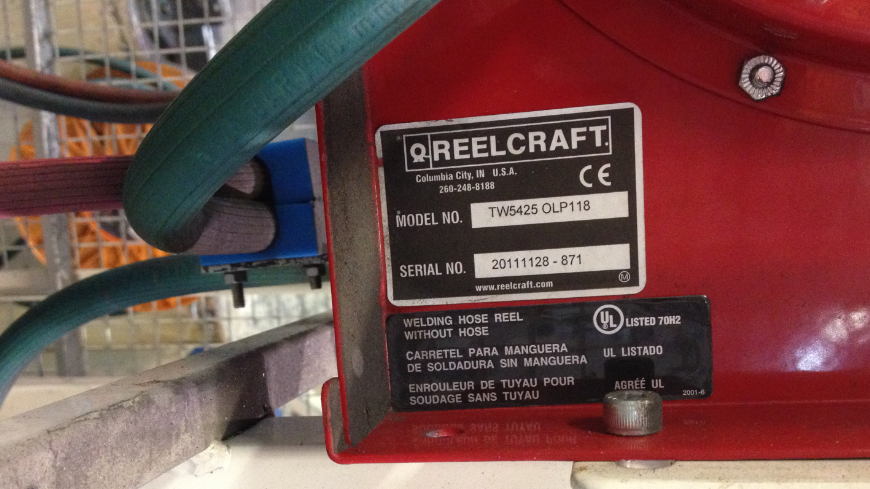 REELCRAFT
Columbia City, IN U.S.A.
260-248-8188
CE
MODEL NO. TW5425 OLP118
SERIAL NO. 20111128 - 871
www.reelcraft.com
M
WELDING HOSE REEL
WITHOUT HOSE
UL LISTED 70H2
CARRETEL PARA MANGUERA
DE SOLDADURA SIN MANGUERA
UL LISTADO
ENROULEUR DE TUYAU POUR
SOUDAGE SANS TUYAU
AGRÉÉ UL
2001-6